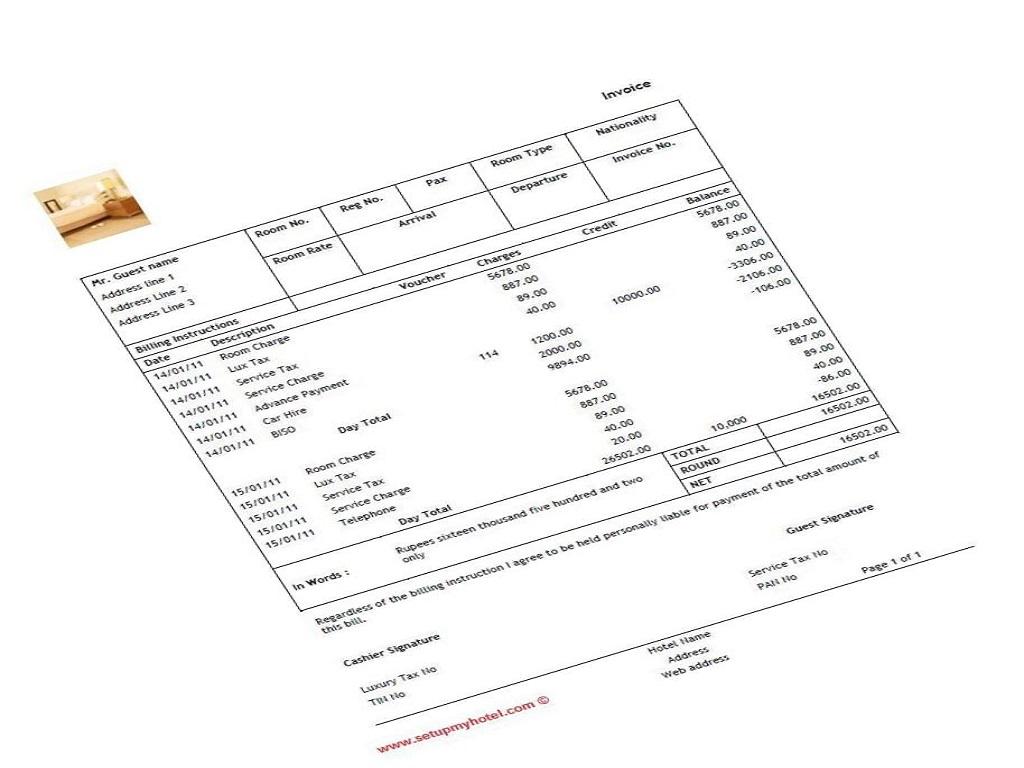 Invoice
Mr. Guest name
Address line 1
Address Line 2
Address Line 3
Room No. Reg No. Pax Room Type Nationality
Room Rate Arrival Departure Invoice No.
Billing Instructions
Date Description Voucher Charges Credit Balance
14/01/11 Room Charge 5678.00 5678.00
14/01/11 Lux Tax 887.00 887.00
14/01/11 Service Tax 89.00 89.00
14/01/11 Service Charge 40.00 40.00
14/01/11 Advance Payment 10000.00 -3306.00
14/01/11 Car Hire 114 1200.00 -2106.00
14/01/11 BISO 2000.00 -106.00
Day Total 9894.00
15/01/11 Room Charge 5678.00 5678.00
15/01/11 Lux Tax 887.00 887.00
15/01/11 Service Tax 89.00 89.00
15/01/11 Service Charge 40.00 40.00
15/01/11 Telephone 20.00 -86.00
Day Total 26502.00 10,000 16502.00
In Words : Rupees sixteen thousand five hundred and two
only
TOTAL 16502.00
ROUND
NET 16502.00
Regardless of the billing instruction I agree to be held personally liable for payment of the total amount of
this bill.
Cashier Signature Guest Signature
Luxury Tax No Service Tax No
TIN No PAN No
Page 1 of 1
Hotel Name
Address
Web address
www.setupmyhotel.com ©